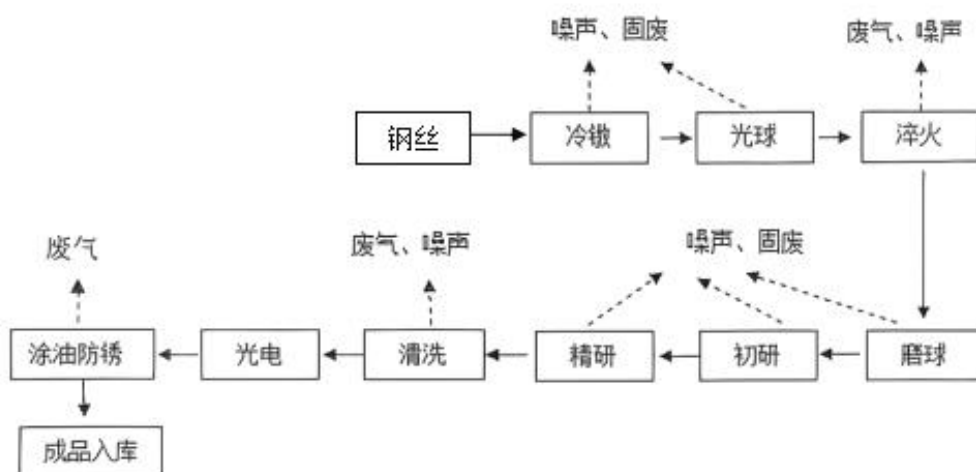 噪声、固废
废气、噪声
钢丝
冷镦
光球
淬火
废气
废气、噪声
噪声、固废
涂油防锈
光电
清洗
精研
初研
磨球
成品入库